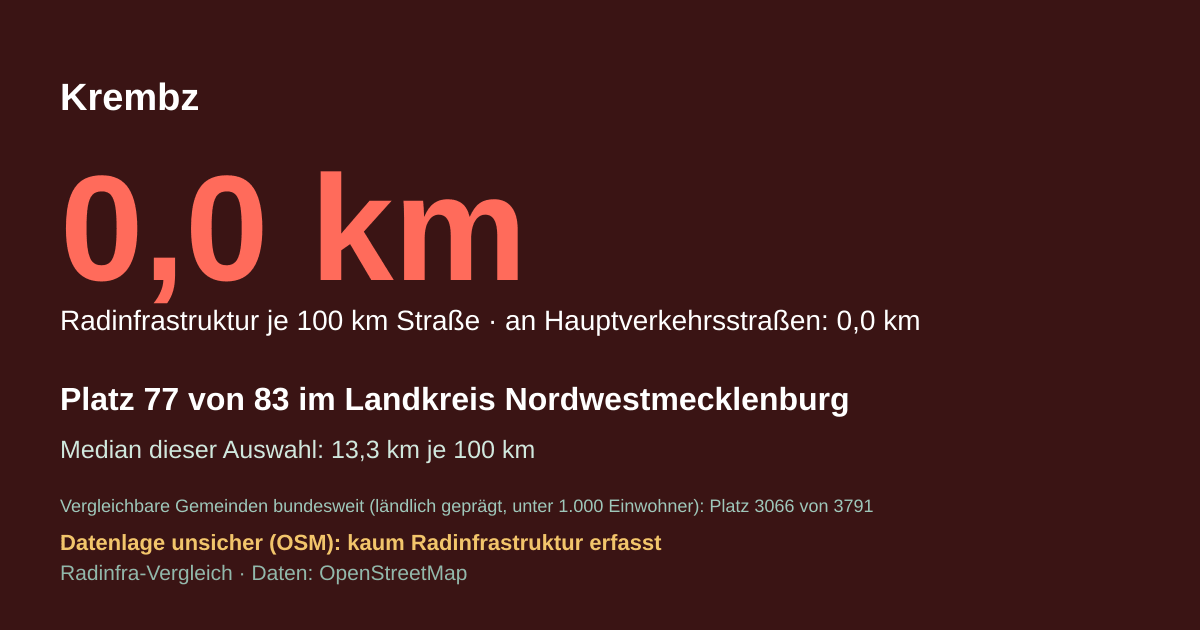 Krembz
0,0 km
Radinfrastruktur je 100 km Straße · an Hauptverkehrsstraßen: 0,0 km
Platz 77 von 83 im Landkreis Nordwestmecklenburg
Median dieser Auswahl: 13,3 km je 100 km
Vergleichbare Gemeinden bundesweit (ländlich geprägt, unter 1.000 Einwohner): Platz 3066 von 3791
Datenlage unsicher (OSM): kaum Radinfrastruktur erfasst
Radinfra-Vergleich · Daten: OpenStreetMap